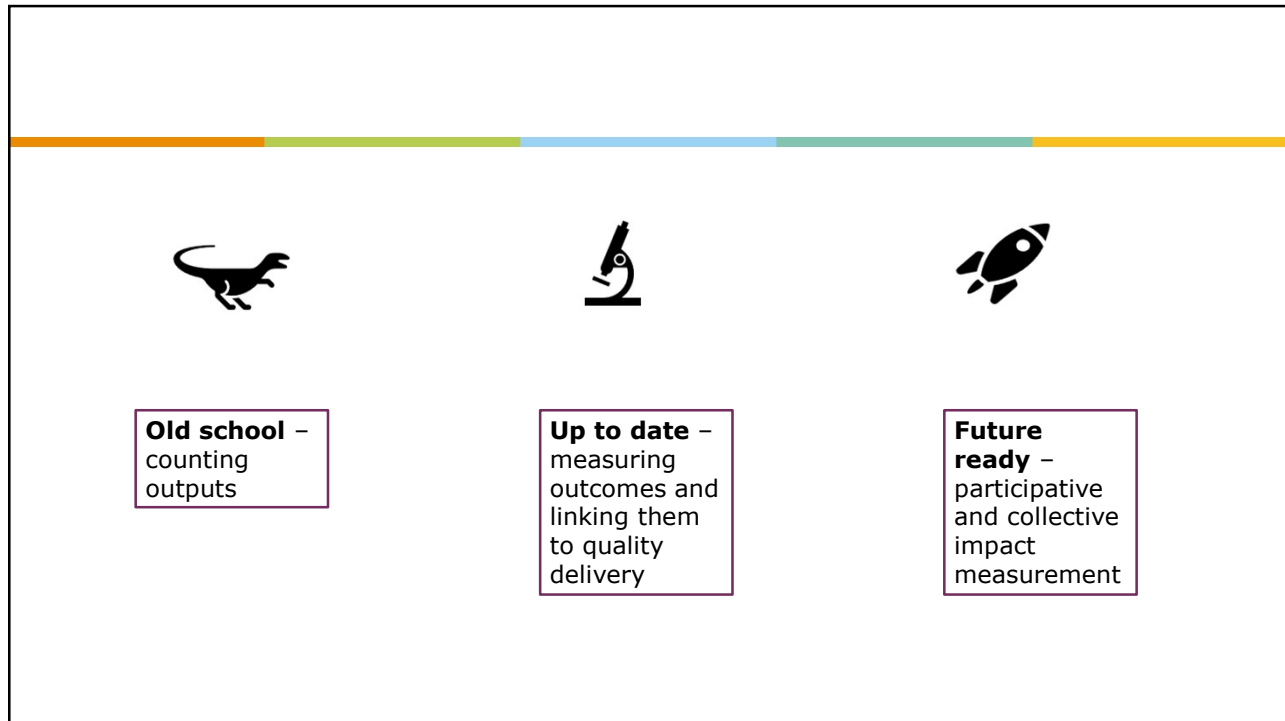 Old school –
counting
outputs
Up to date –
measuring
outcomes and
linking them
to quality
delivery
Future
ready –
participative
and collective
impact
measurement